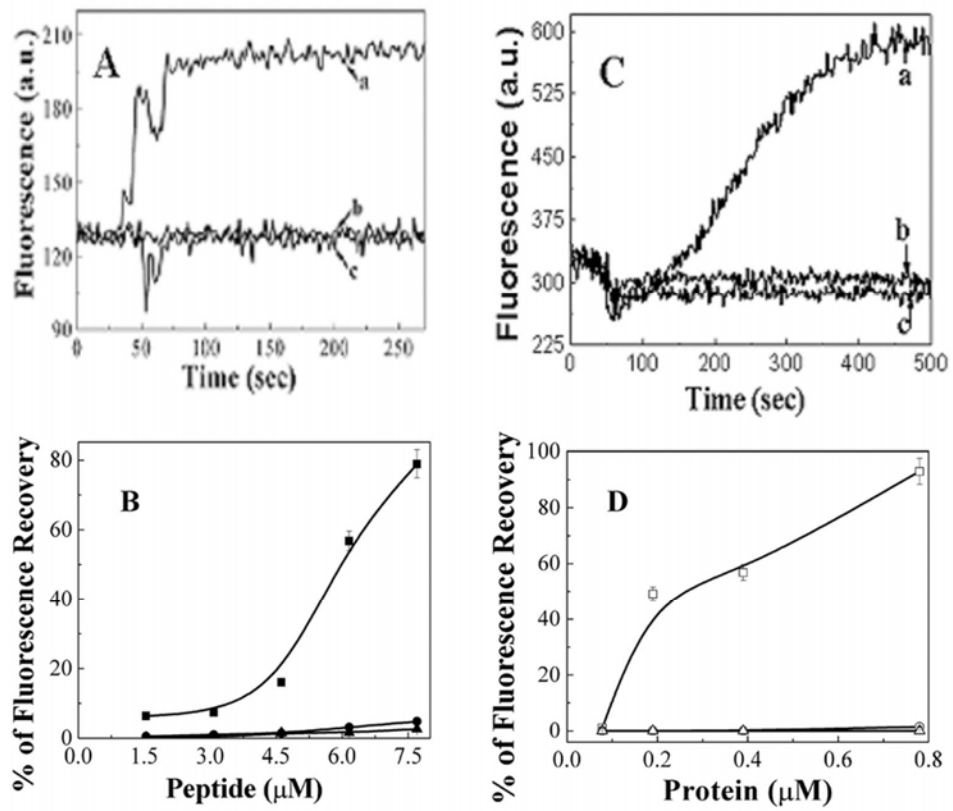 A
Fluorescence (a.u.)
210
180
150
120
90
a
b
c
0
50
100
150
200
250
Time (sec)
C
Fluorescence (a.u.)
600
525
450
375
300
225
a
b
c
0
100
200
300
400
500
Time (sec)
B
% of Fluorescence Recovery
80
60
40
20
0
0.0
1.5
3.0
4.5
6.0
7.5
Peptide (μM)
D
% of Fluorescence Recovery
100
80
60
40
20
0
0.0
0.2
0.4
0.6
0.8
Protein (μM)